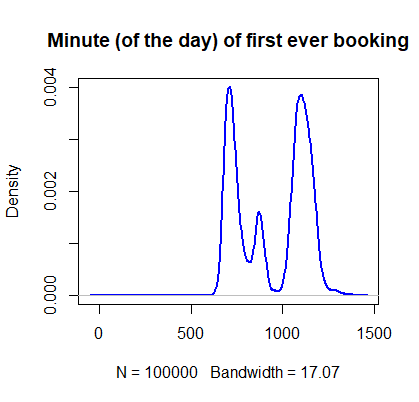 Minute (of the day) of first ever booking
Density
0.004
0.002
0.000
0 500 1000 1500
N = 100000 Bandwidth = 17.07